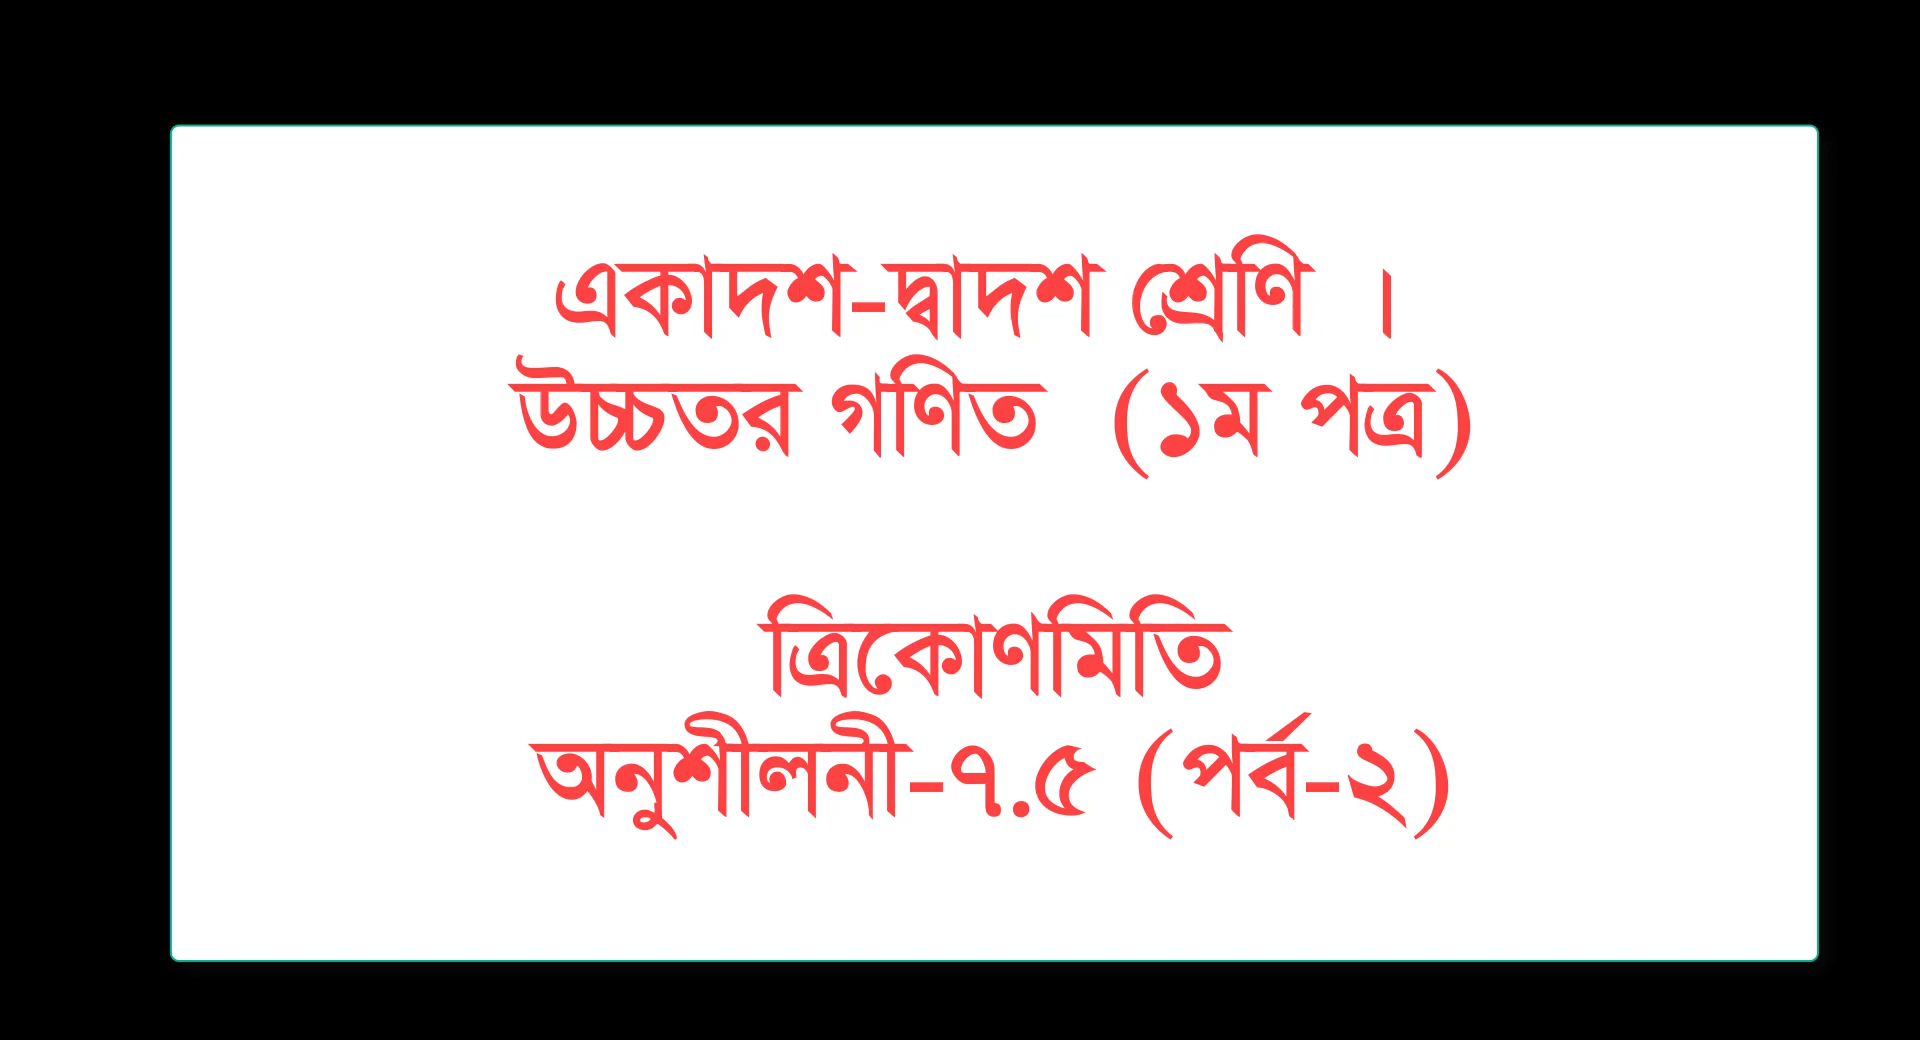 একাদশ-দ্বাদশ শ্রেণি ।
উচ্চতর গণিত (১ম পত্র)
ত্রিকোণমিতি
অনুশীলনী-৭.৫ (পর্ব-২)